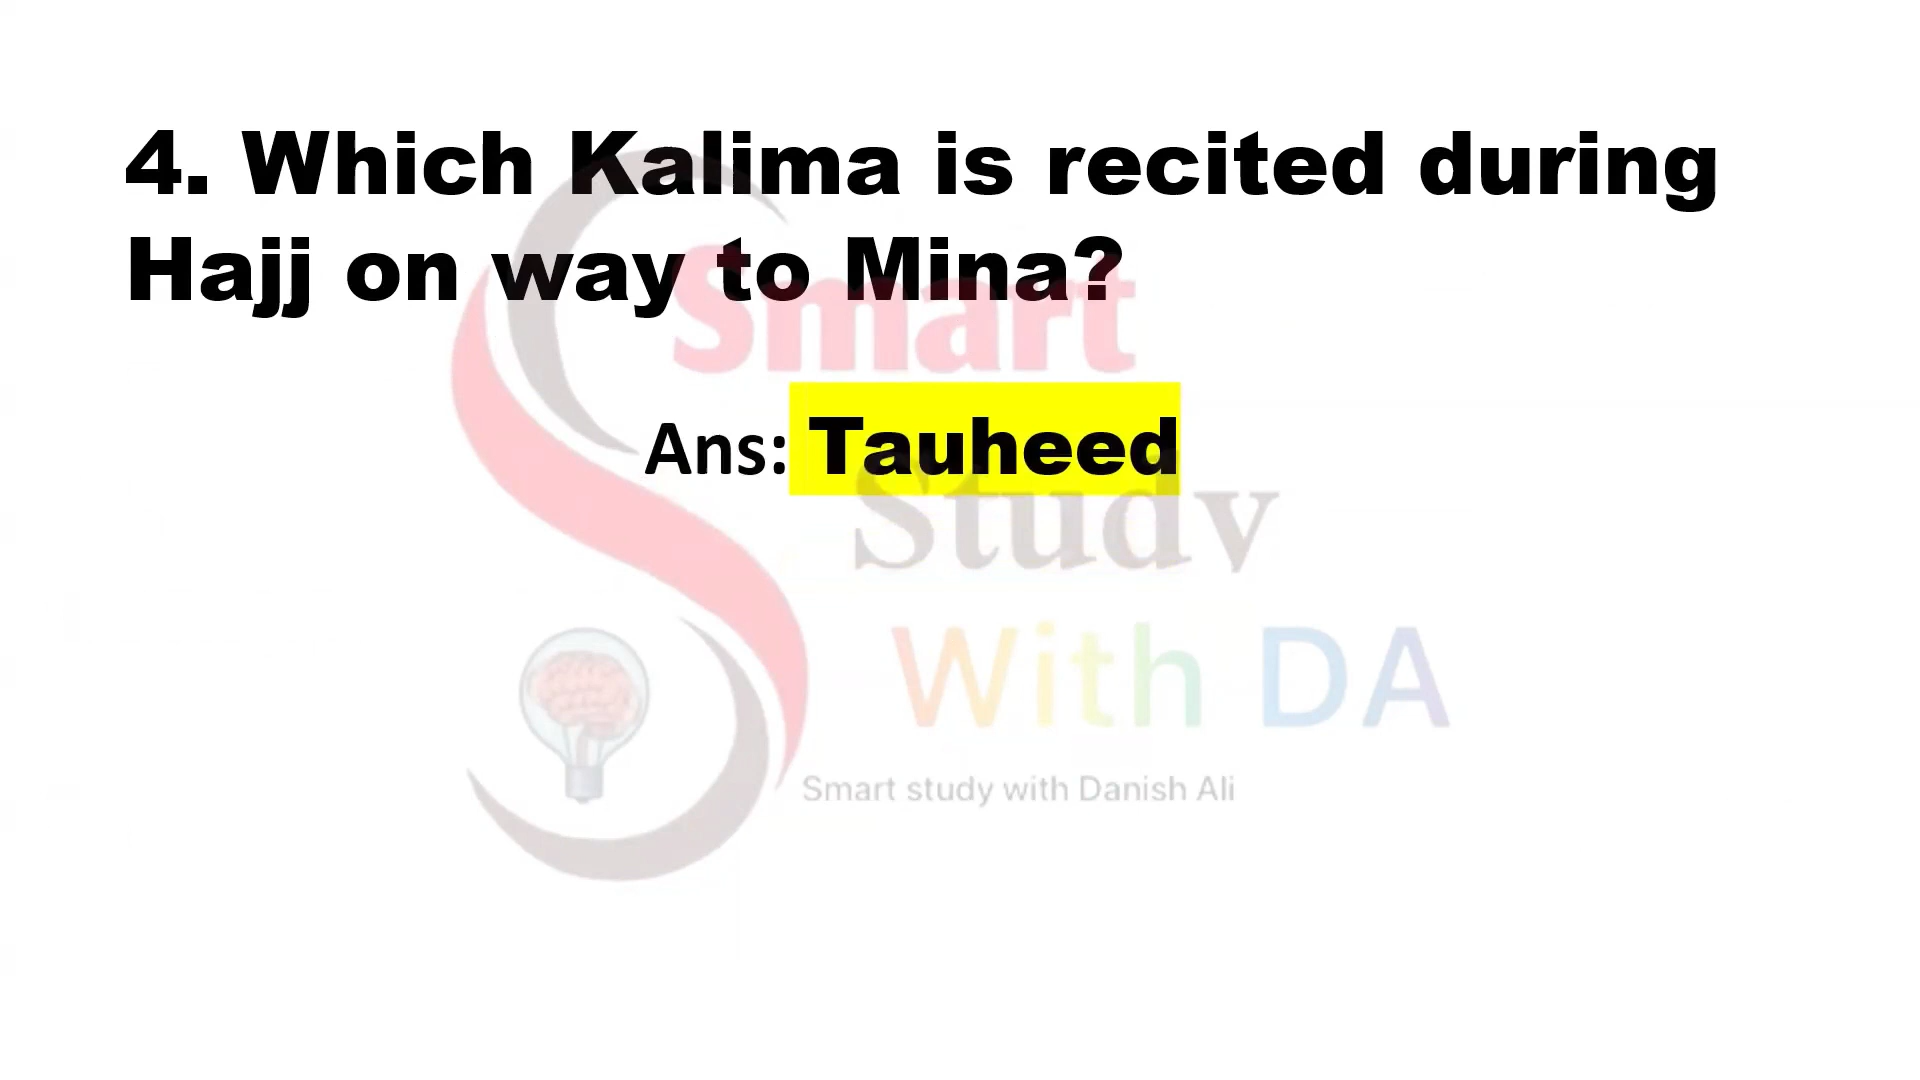 4. Which Kalima is recited during
Hajj on way to Mina?
Smart
Ans: Tauheed
Study
With DA
Smart study with Danish Ali